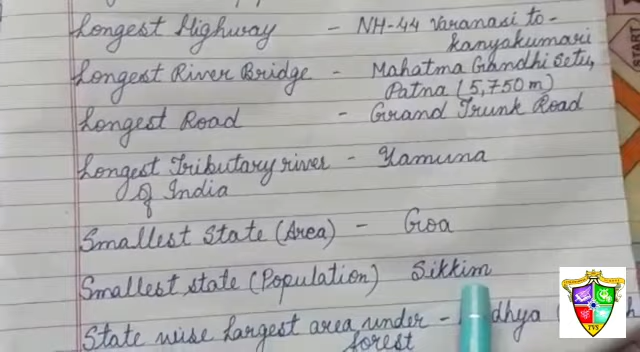 Longest Highway - NH-44 Varanasi to-
kanyakumari
Longest River Bridge - Mahatma Gandhi Setu,
Patna (5,750 m)
Longest Road - Grand Trunk Road
Longest Tributary river - Yamuna
of India
Smallest State (Area) - Goa
Smallest state (Population) Sikkim
State wise largest area under -
forest
START
TVS